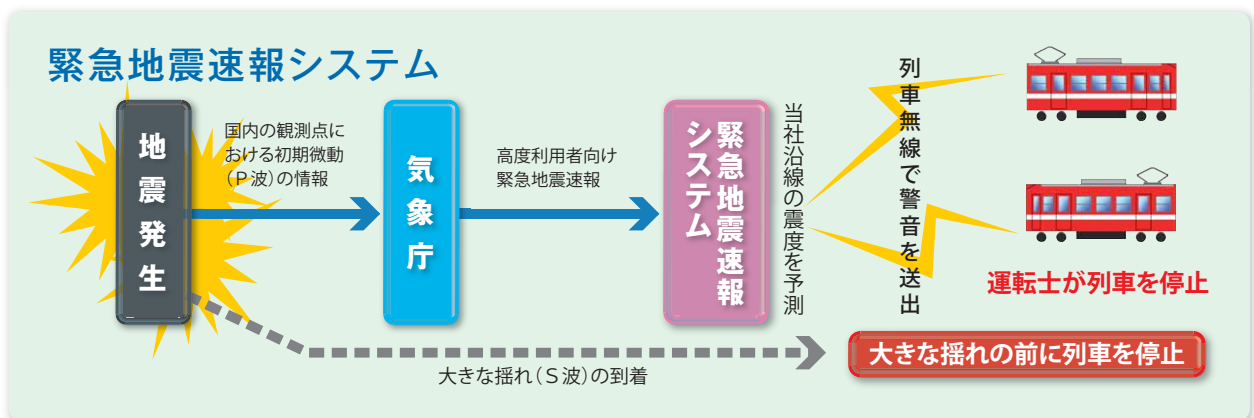 緊急地震速報システム
地震発生
国内の観測点に
おける初期微動
（P波）の情報
気象庁
高度利用者向け
緊急地震速報
緊急地震速報
システム
当社沿線の震度を予測
列車無線で警音を送出
運転士が列車を停止
大きな揺れの前に列車を停止
大きな揺れ（S波）の到着